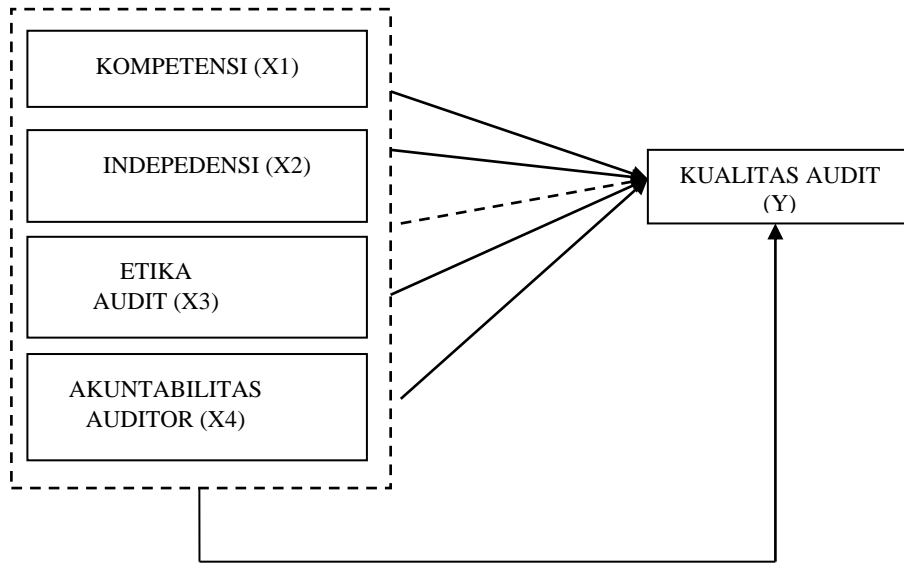 KOMPETENSI (X1)
INDEPEDENSI (X2)
ETIKA
AUDIT (X3)
AKUNTABILITAS
AUDITOR (X4)
KUALITAS AUDIT
(Y)